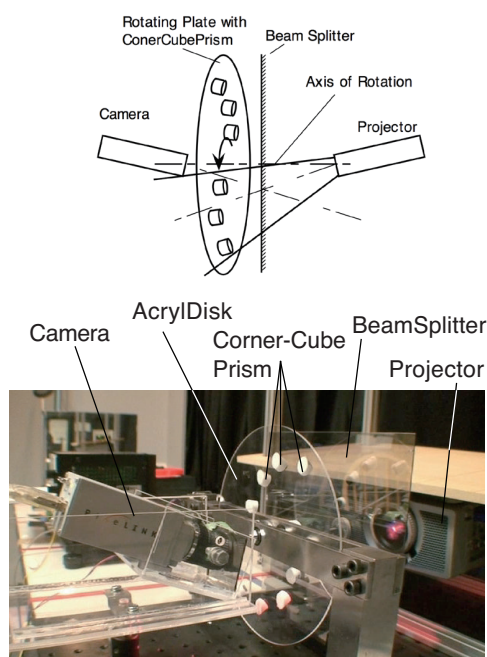 Rotating Plate with
ConerCubePrism
Beam Splitter
Axis of Rotation
Camera
Projector
AcrylDisk
Camera
Corner-Cube
Prism
BeamSplitter
Projector